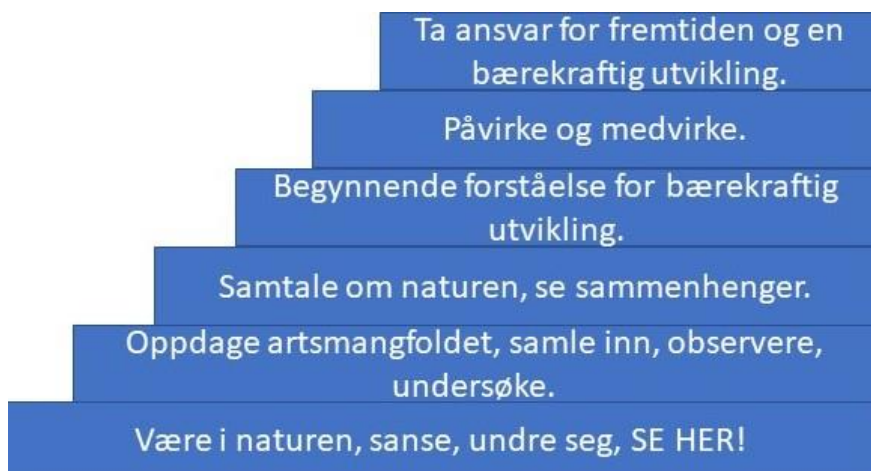 Ta ansvar for fremtiden og en
bærekraftig utvikling.
Påvirke og medvirke.
Begynnende forståelse for bærekraftig
utvikling.
Samtale om naturen, se sammenhenger.
Oppdage artsmangfoldet, samle inn, observere,
undersøke.
Være i naturen, sanse, undre seg, SE HER!